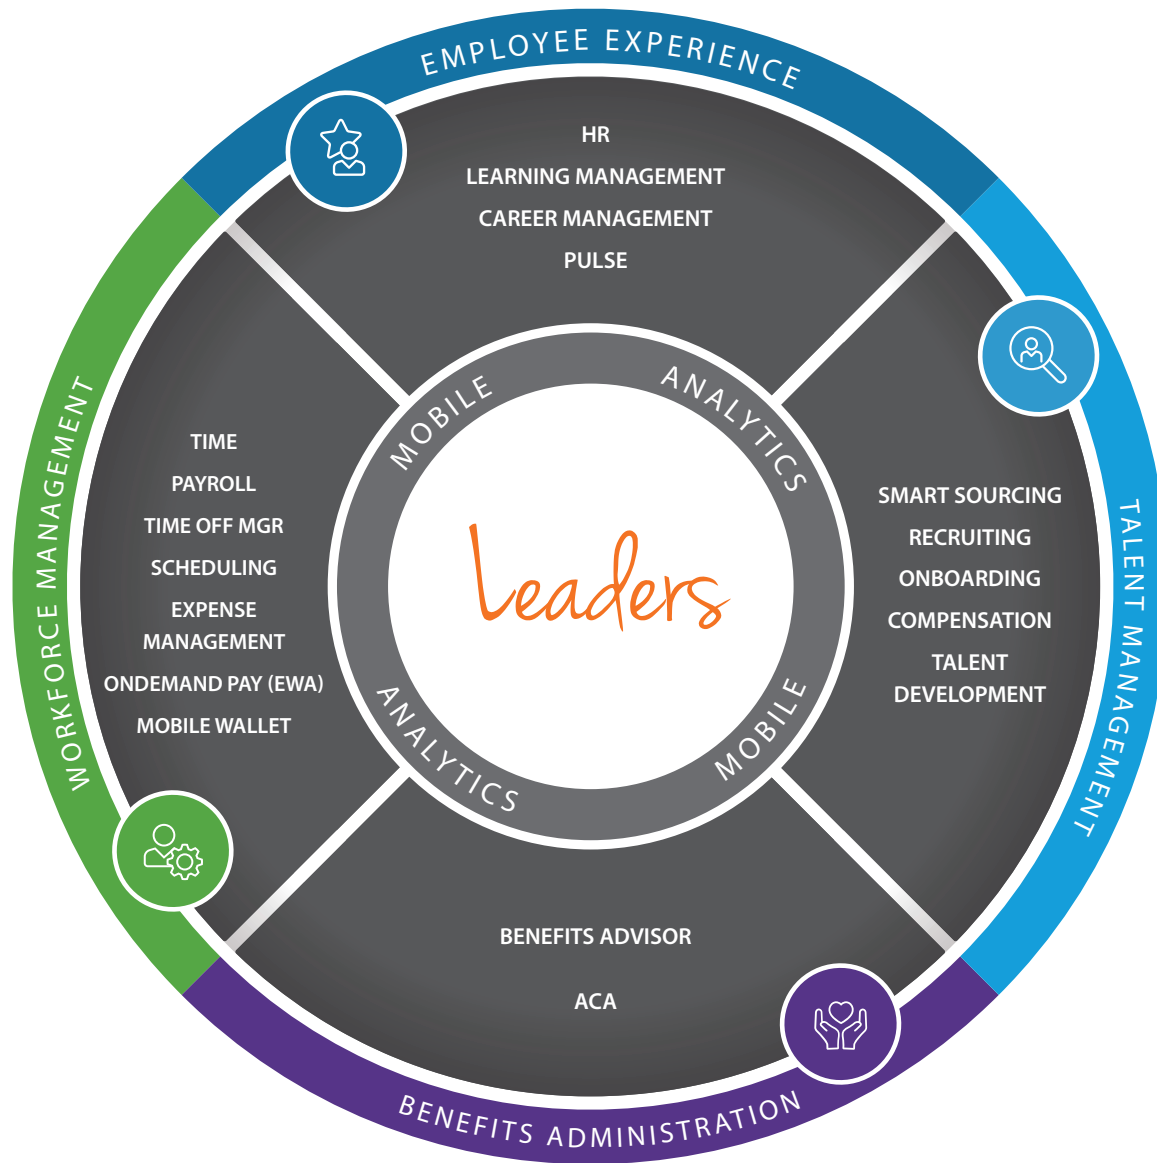 EMPLOYEE EXPERIENCE
HR
LEARNING MANAGEMENT
CAREER MANAGEMENT
PULSE
MOBILE
ANALYTICS
WORKFORCE MANAGEMENT
TIME
PAYROLL
TIME OFF MGR
SCHEDULING
EXPENSE
MANAGEMENT
ONDEMAND PAY (EWA)
MOBILE WALLET
Leaders
SMART SOURCING
RECRUITING
ONBOARDING
COMPENSATION
TALENT
DEVELOPMENT
TALENT MANAGEMENT
ANALYTICS
MOBILE
BENEFITS ADVISOR
ACA
BENEFITS ADMINISTRATION